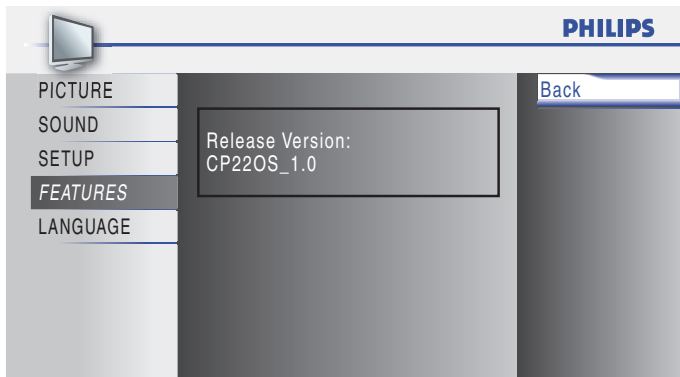 PHILIPS
PICTURE
SOUND
SETUP
FEATURES
LANGUAGE
Release Version:
CP22OS_1.0
Back